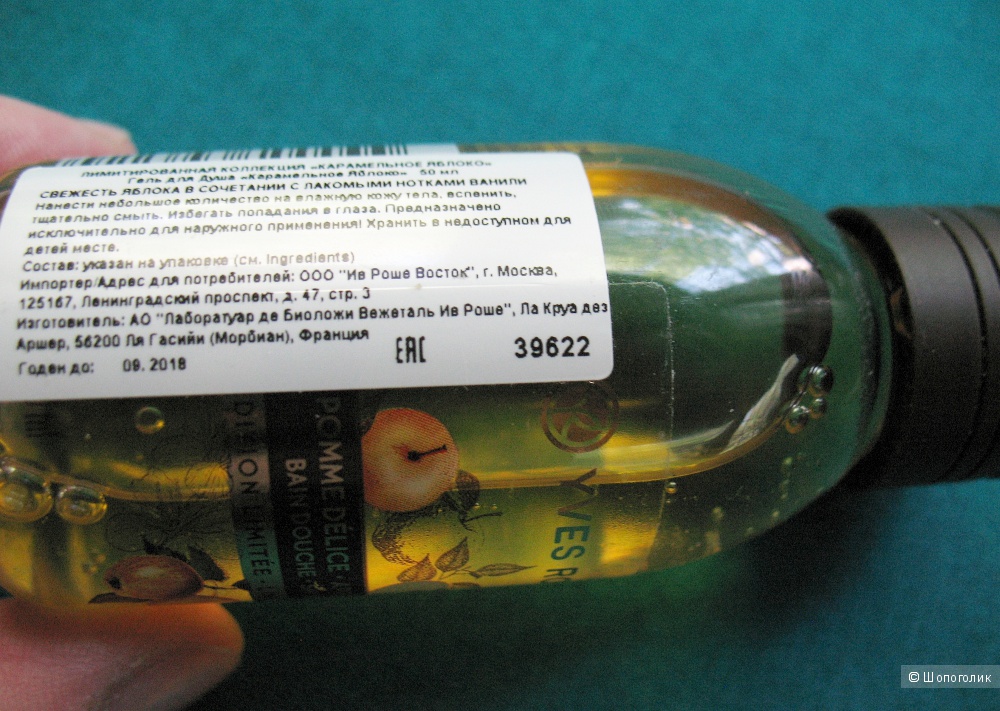 ЛИМИТИРОВАННАЯ КОЛЛЕКЦИЯ «КАРАМЕЛЬНОЕ ЯБЛОКО»
Гель для Душа «Карамельное Яблоко» 50 мл
СВЕЖЕСТЬ ЯБЛОКА В СОЧЕТАНИИ С ЛАКОМЫМИ НОТКАМИ ВАНИЛИ
Нанести небольшое количество на влажную кожу тела, вспенить,
тщательно смыть. Избегать попадания в глаза. Предназначено
исключительно для наружного применения! Хранить в недоступном для
детей месте.
Состав: указан на упаковке (см. Ingredients)
Импортер/Адрес для потребителей: ООО "Ив Роше Восток", г. Москва,
125167, Ленинградский проспект, д. 47, стр. 3
Изготовитель: АО "Лаборатуар де Биоложи Вежеталь Ив Роше", Ла Круа дез
Аршер, 56200 Ля Гасийи (Морбиан), Франция
Годен до: 09. 2018
EAC
39622
POMME DÉLICE
BAIN DOUCHE
LIMITÉE
YVES
© Шопоголик